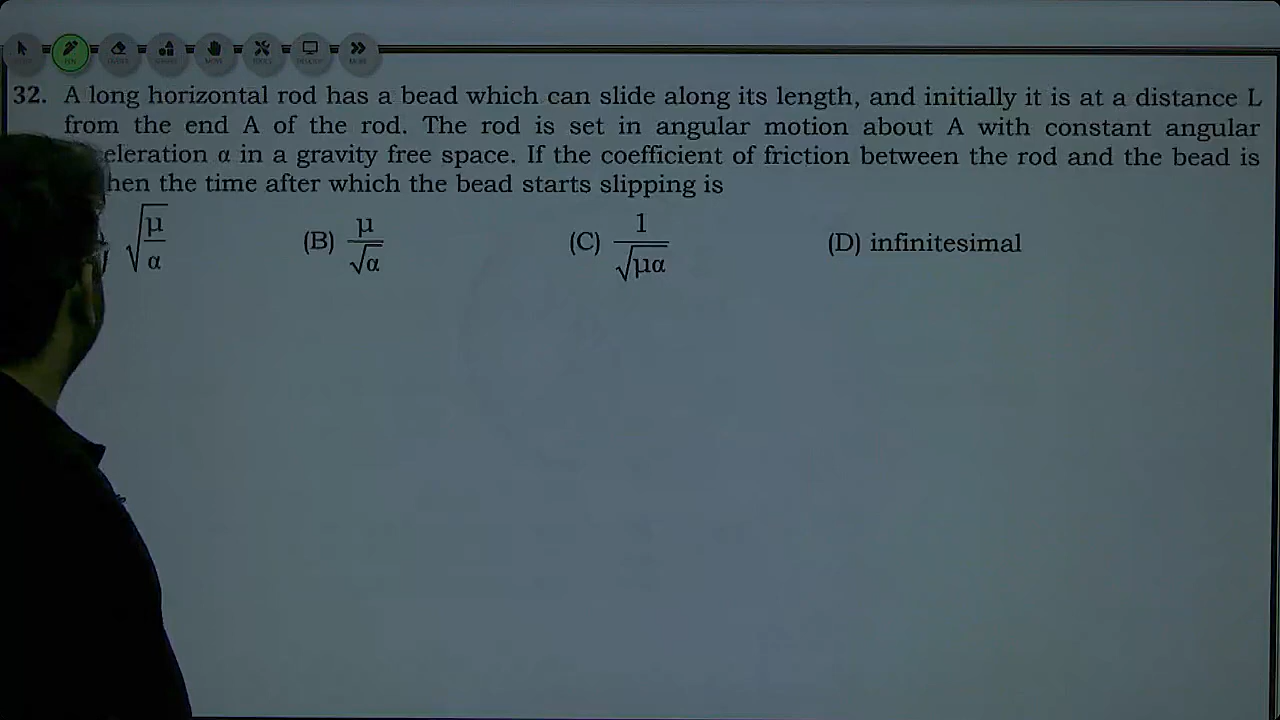 32. A long horizontal rod has a bead which can slide along its length, and initially it is at a distance L
from the end A of the rod. The rod is set in angular motion about A with constant angular
eleration α in a gravity free space. If the coefficient of friction between the rod and the bead is
hen the time after which the bead starts slipping is
√(μ/α) (B) μ/√α (C) 1/√(μα) (D) infinitesimal